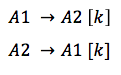 A1 → A2 [k]
A2 → A1 [k]